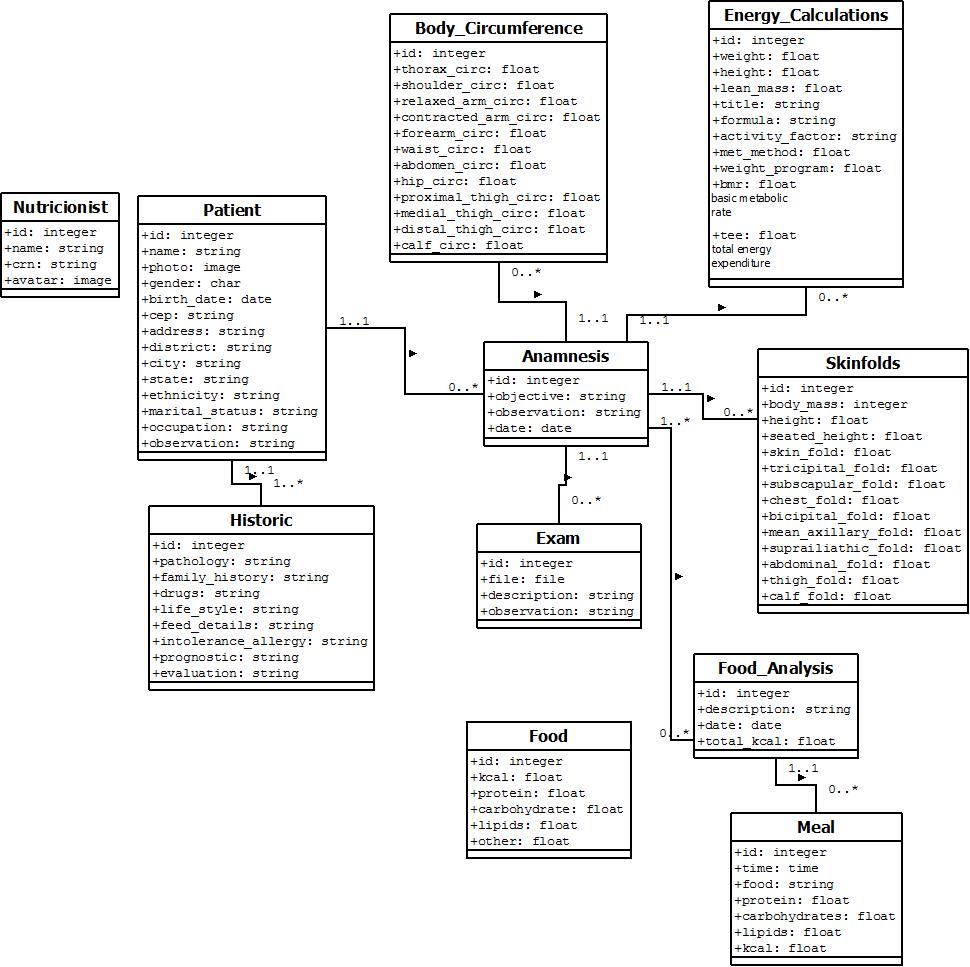 Body_Circumference
+id: integer
+thorax_circ: float
+shoulder_circ: float
+relaxed_arm_circ: float
+contracted_arm_circ: float
+forearm_circ: float
+waist_circ: float
+abdomen_circ: float
+hip_circ: float
+proximal_thigh_circ: float
+medial_thigh_circ: float
+distal_thigh_circ: float
+calf_circ: float
0..*
1..1
Energy_Calculations
+id: integer
+weight: float
+height: float
+lean_mass: float
+title: string
+formula: string
+activity_factor: string
+met_method: float
+weight_program: float
+bmr: float
basic metabolic
rate
+tee: float
total energy
expenditure
0..*
1..1
Nutricionist
+id: integer
+name: string
+crn: string
+avatar: image
Patient
+id: integer
+name: string
+photo: image
+gender: char
+birth_date: date
+cep: string
+address: string
+district: string
+city: string
+state: string
+ethnicity: string
+marital_status: string
+occupation: string
+observation: string
1..1
0..*
1..1
1..*
Anamnesis
+id: integer
+objective: string
+observation: string
+date: date
1..1
0..*
1..*
0..*
1..1
0..*
Skinfolds
+id: integer
+body_mass: integer
+height: float
+seated_height: float
+skin_fold: float
+tricipital_fold: float
+subscapular_fold: float
+chest_fold: float
+bicipital_fold: float
+mean_axillary_fold: float
+suprailiathic_fold: float
+abdominal_fold: float
+thigh_fold: float
+calf_fold: float
Historic
+id: integer
+pathology: string
+family_history: string
+drugs: string
+life_style: string
+feed_details: string
+intolerance_allergy: string
+prognostic: string
+evaluation: string
Exam
+id: integer
+file: file
+description: string
+observation: string
Food_Analysis
+id: integer
+description: string
+date: date
+total_kcal: float
1..1
0..*
Food
+id: integer
+kcal: float
+protein: float
+carbohydrate: float
+lipids: float
+other: float
Meal
+id: integer
+time: time
+food: string
+protein: float
+carbohydrates: float
+lipids: float
+kcal: float